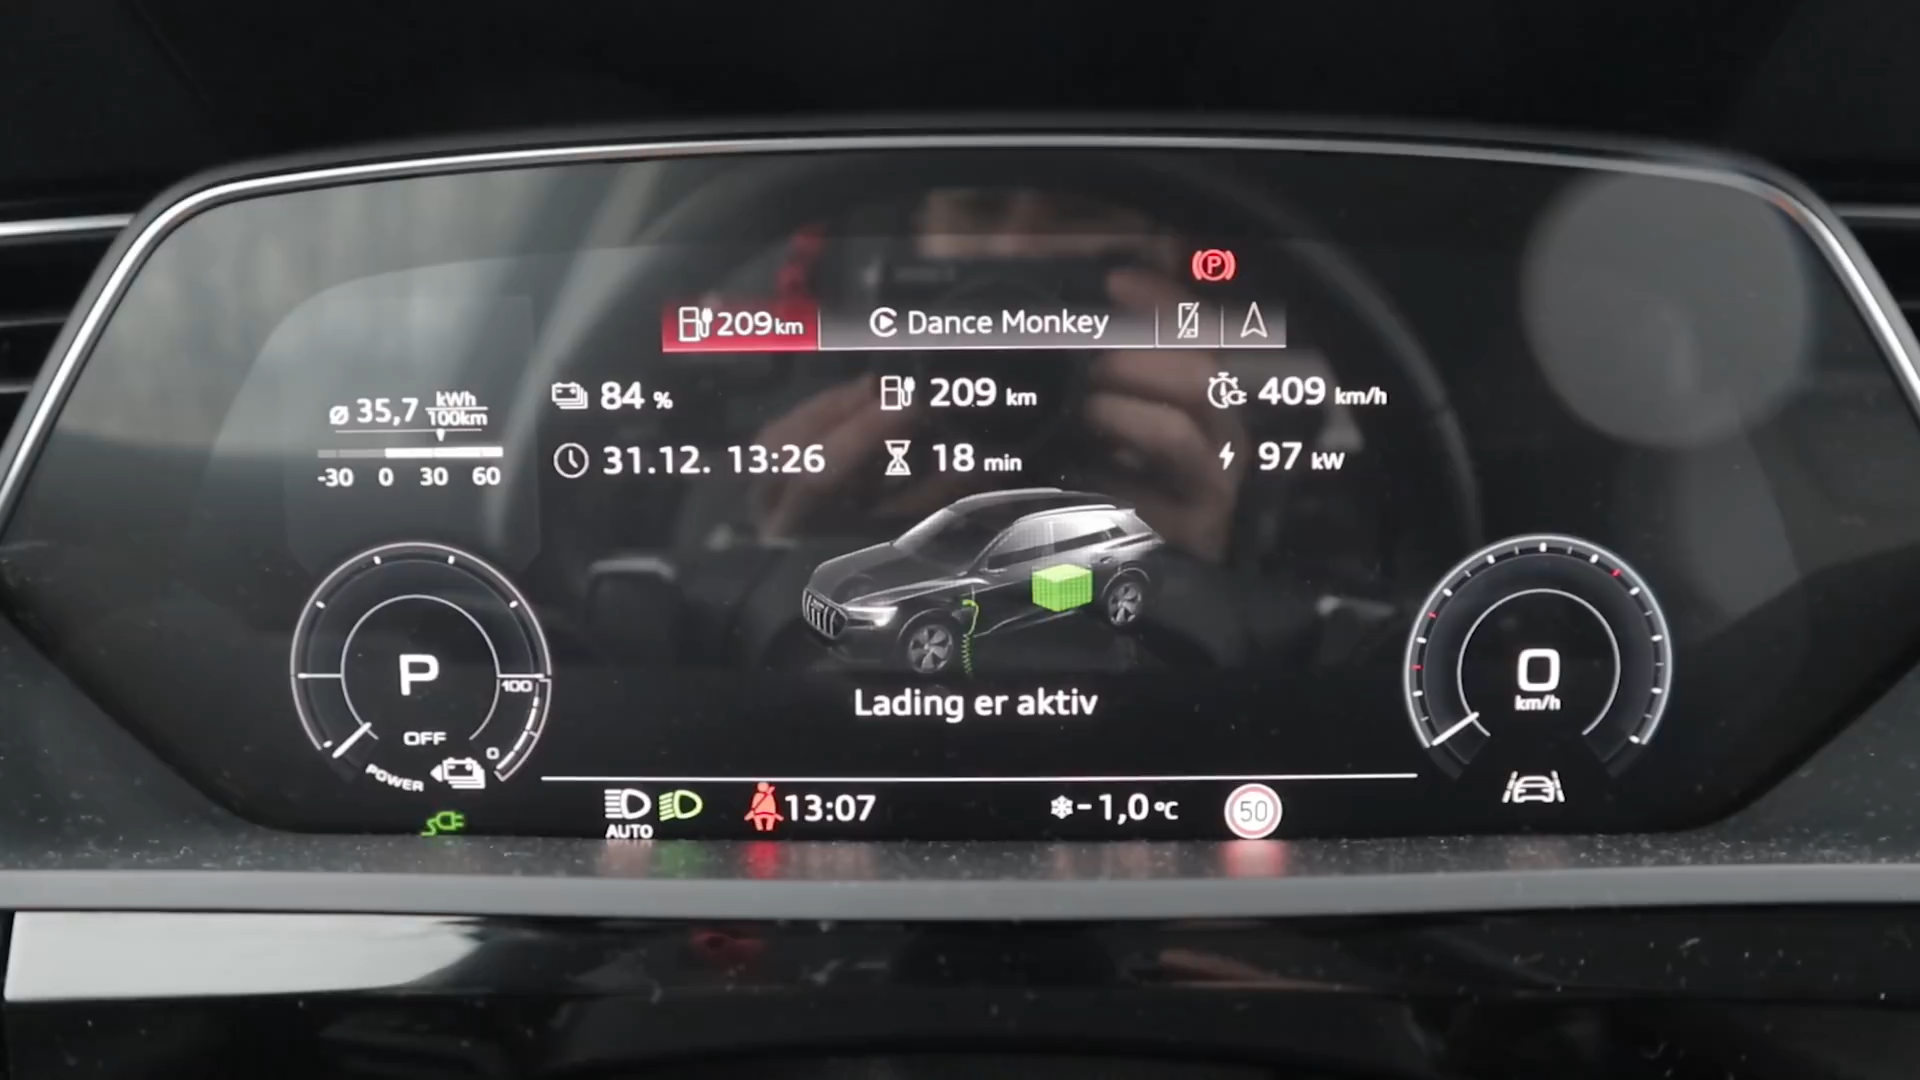 209 km
Dance Monkey
84 %
209 km
409 km/h
ø 35,7 kWh/100km
31.12. 13:26
18 min
97 kW
-30 0 30 60
P
OFF
100
0
POWER
0
km/h
Lading er aktiv
AUTO
13:07
-1,0 °C
50